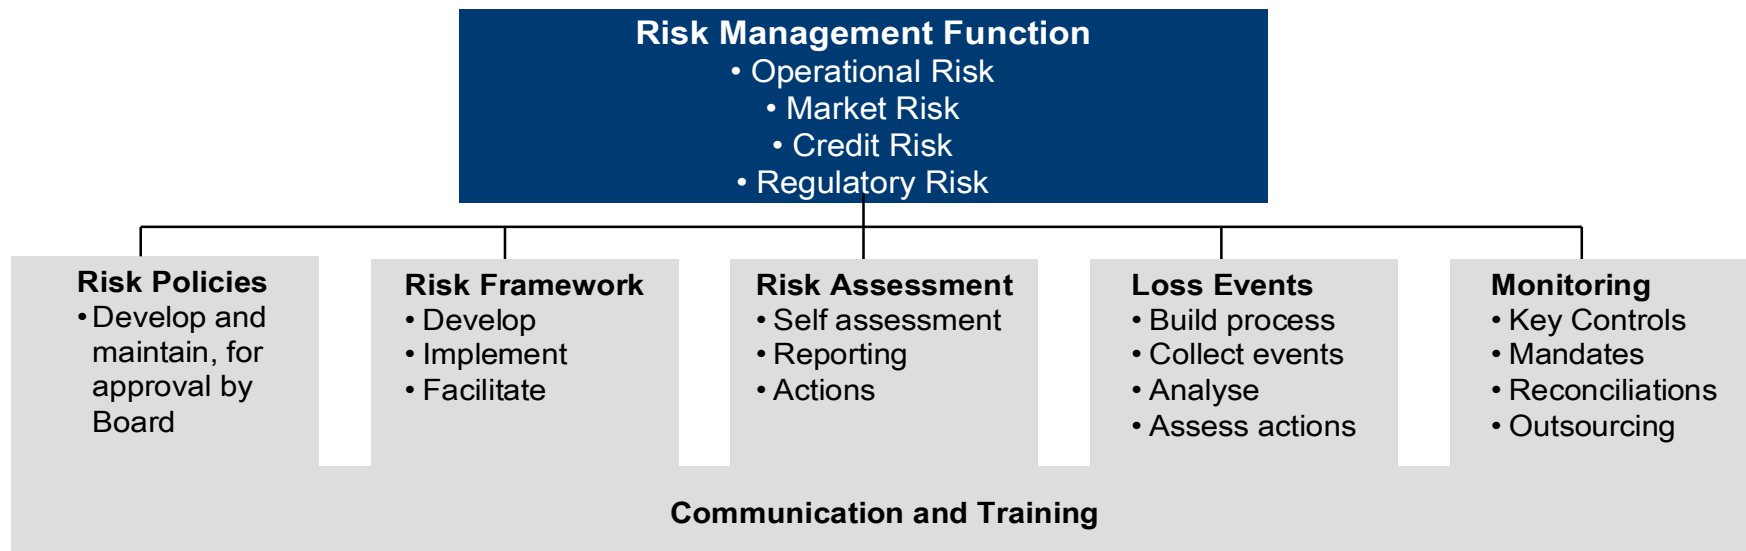 Risk Management Function
• Operational Risk
• Market Risk
• Credit Risk
• Regulatory Risk
Risk Policies
• Develop and
maintain, for
approval by
Board
Risk Framework
• Develop
• Implement
• Facilitate
Risk Assessment
• Self assessment
• Reporting
• Actions
Loss Events
• Build process
• Collect events
• Analyse
• Assess actions
Monitoring
• Key Controls
• Mandates
• Reconciliations
• Outsourcing
Communication and Training